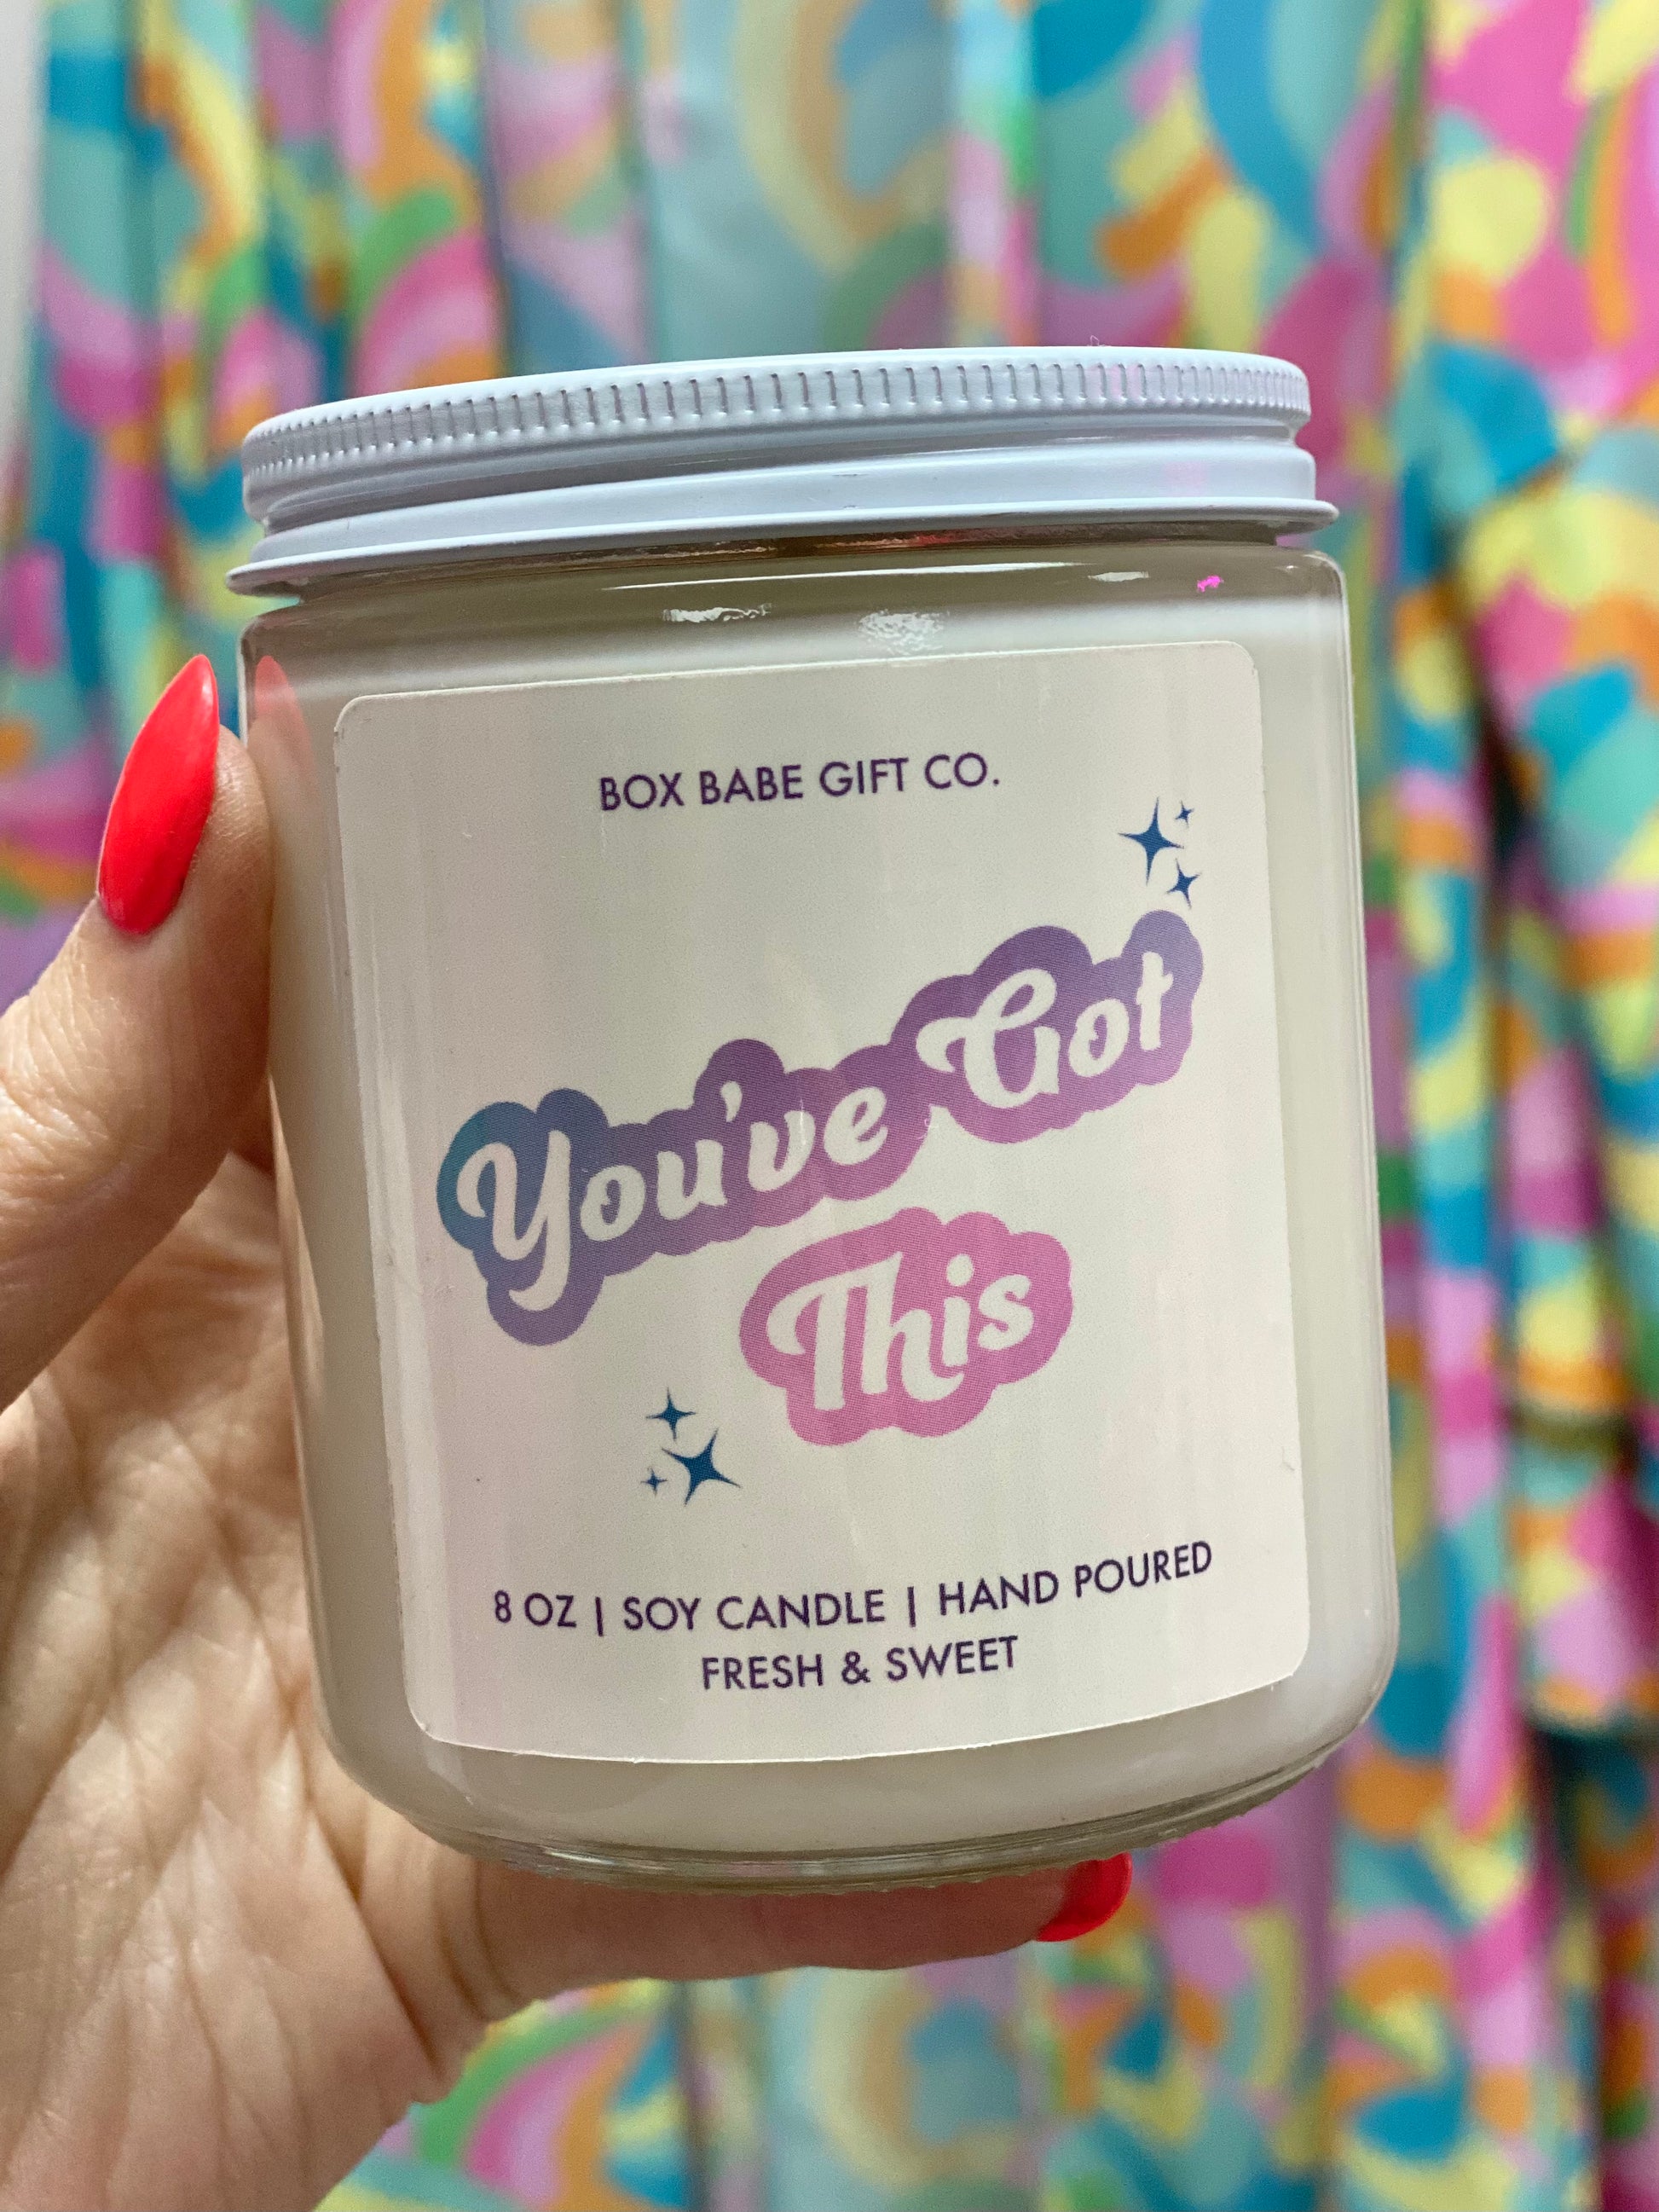 BOX BABE GIFT CO.
You've Got
This
8 OZ | SOY CANDLE | HAND POURED
FRESH & SWEET